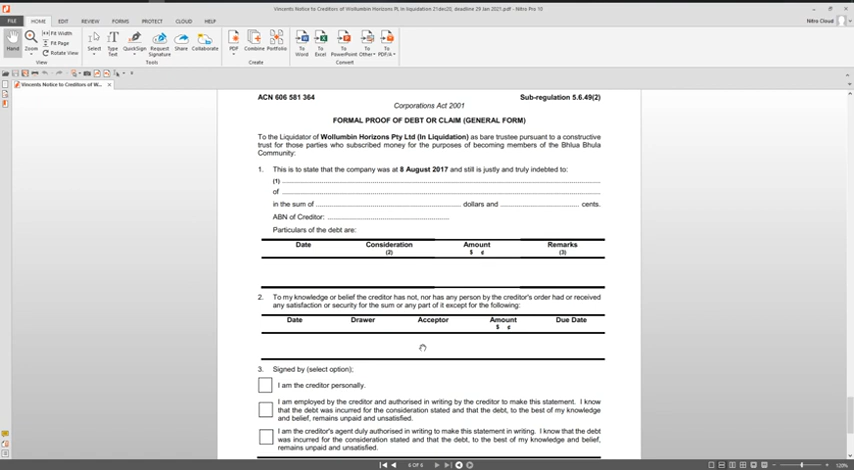 Vincents Notice to Creditors of Wollumbin Horizons PL in liquidation 21dec20, deadline 29 Jan 2021.pdf - Nitro Pro 10
FILE HOME EDIT REVIEW FORMS PROTECT CLOUD HELP
Nitro Cloud
Hand Zoom Fit Width Fit Page Rotate View
Select Type Text QuickSign Request Signature Share Collaborate
PDF Combine Portfolio
To Word To Excel To PowerPoint To Other To PDF/A
View Tools Create Convert
Vincents Notice to Creditors of W...
ACN 606 581 364 Sub-regulation 5.6.49(2)
Corporations Act 2001
FORMAL PROOF OF DEBT OR CLAIM (GENERAL FORM)
To the Liquidator of Wollumbin Horizons Pty Ltd (In Liquidation) as bare trustee pursuant to a constructive
trust for those parties who subscribed money for the purposes of becoming members of the Bhlua Bhula
Community:
1. This is to state that the company was at 8 August 2017 and still is justly and truly indebted to:
(1)
of
in the sum of dollars and cents.
ABN of Creditor:
Particulars of the debt are:
Date Consideration Amount Remarks
(2) $ ¢ (3)
2. To my knowledge or belief the creditor has not, nor has any person by the creditor's order had or received
any satisfaction or security for the sum or any part of it except for the following:
Date Drawer Acceptor Amount Due Date
$ ¢
3. Signed by (select option);
I am the creditor personally.
I am employed by the creditor and authorised in writing by the creditor to make this statement. I know
that the debt was incurred for the consideration stated and that the debt, to the best of my knowledge
and belief, remains unpaid and unsatisfied.
I am the creditor's agent duly authorised in writing to make this statement in writing. I know that the debt
was incurred for the consideration stated and that the debt, to the best of my knowledge and belief,
remains unpaid and unsatisfied.
6 OF 6